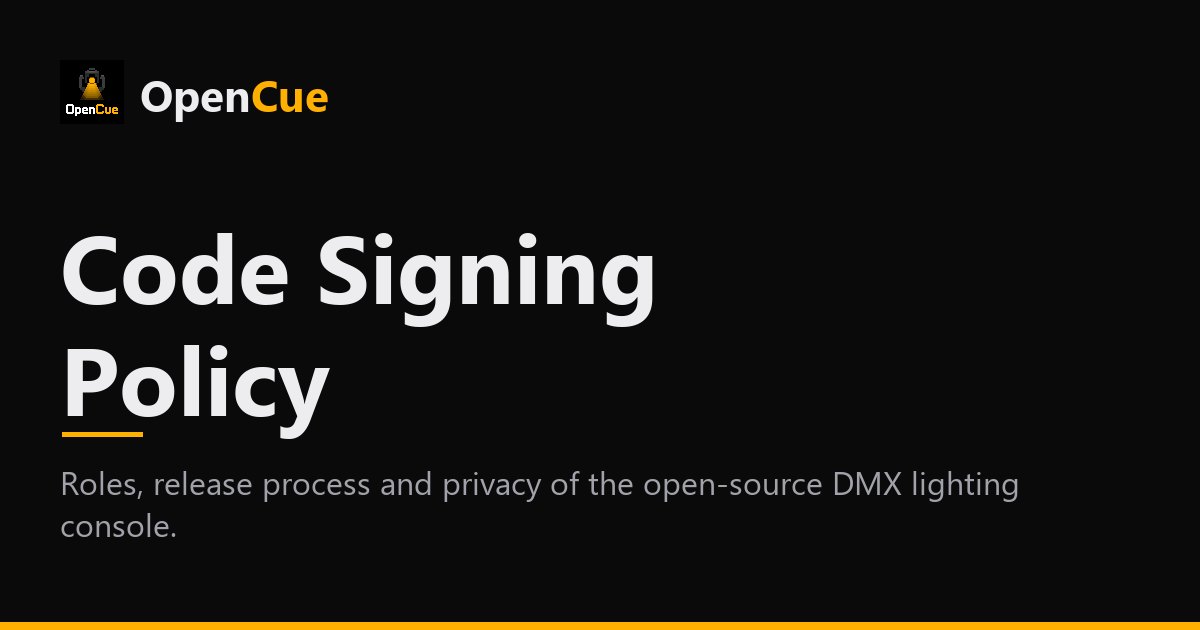 OpenCue
OpenCue
Code Signing
Policy
Roles, release process and privacy of the open-source DMX lighting
console.